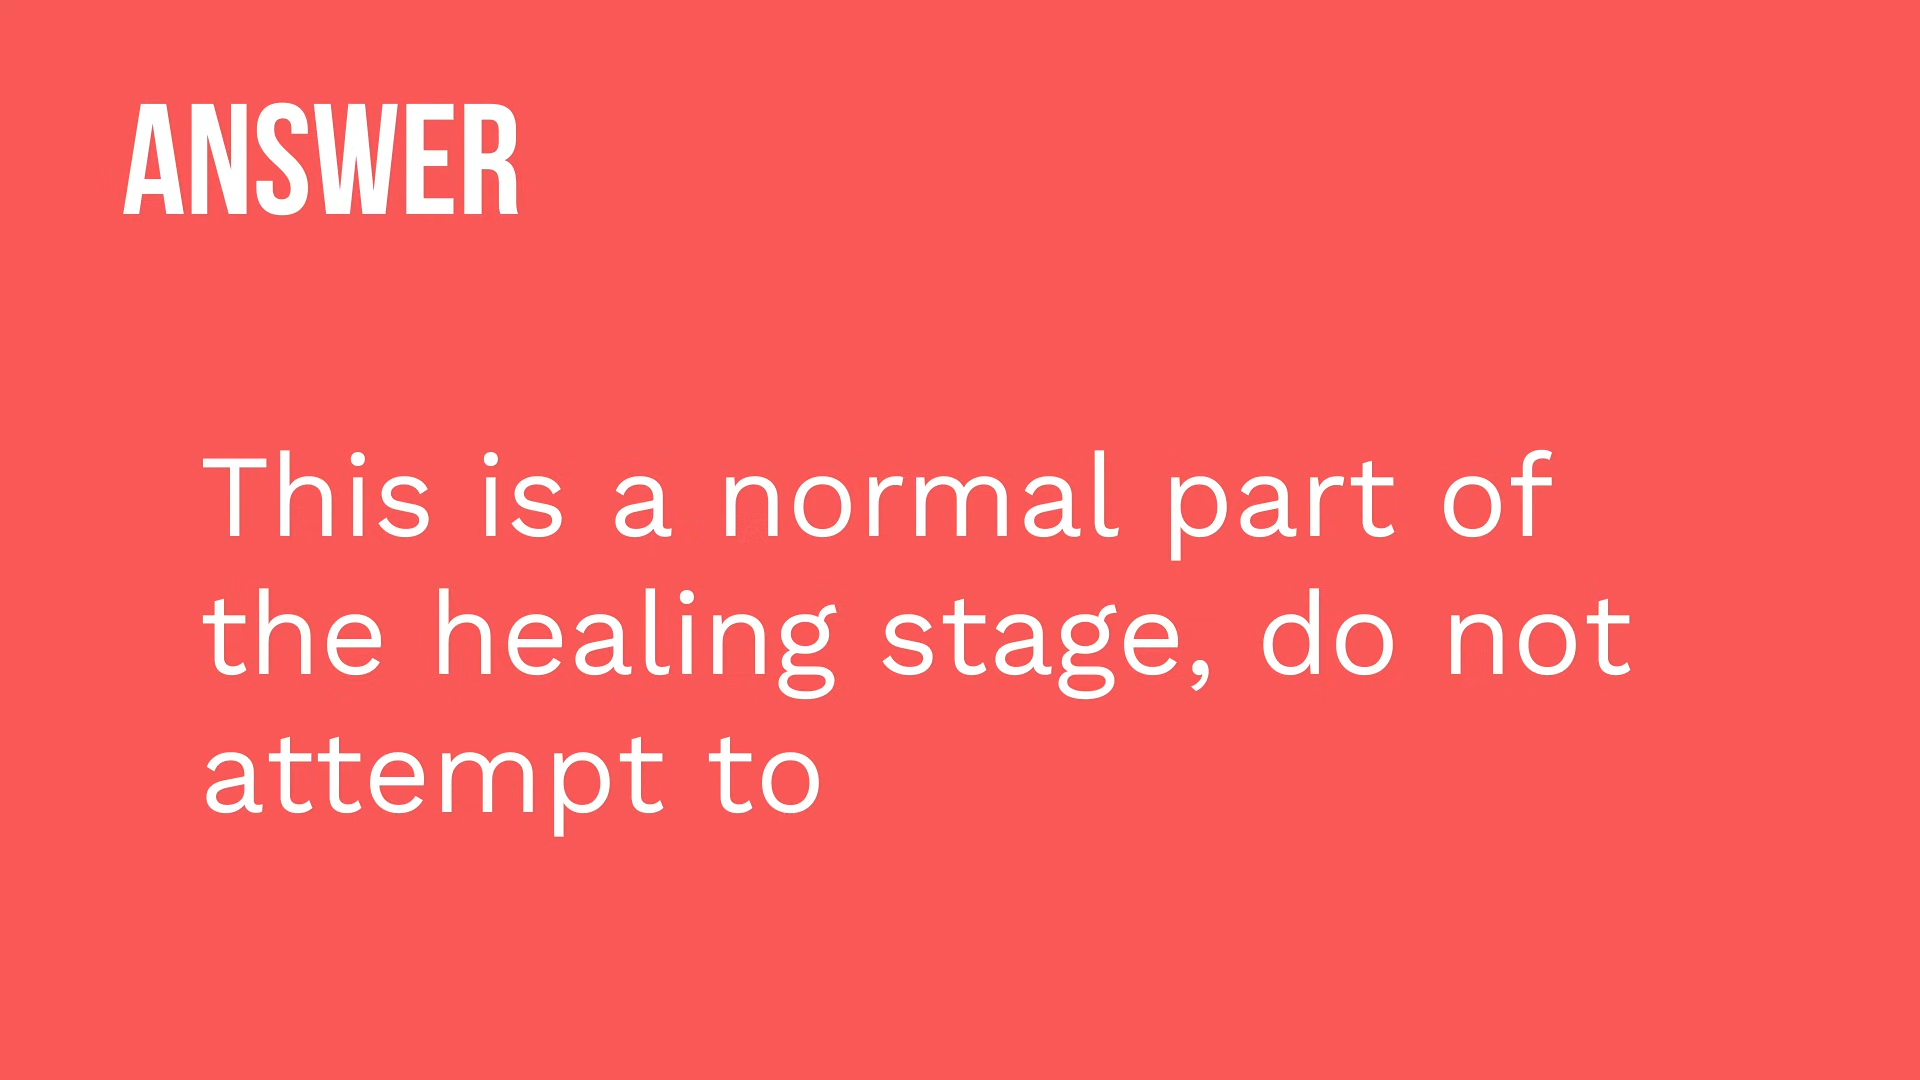 ANSWER
This is a normal part of
the healing stage, do not
attempt to